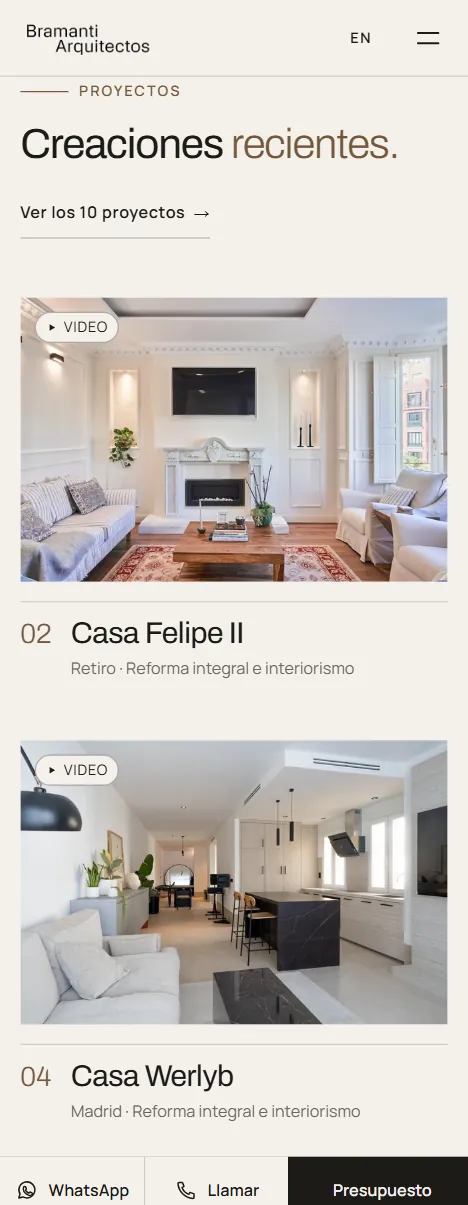 Bramanti
Arquitectos
EN
PROYECTOS
Creaciones recientes.
Ver los 10 proyectos →
VIDEO
02 Casa Felipe II
Retiro · Reforma integral e interiorismo
VIDEO
04 Casa Werlyb
Madrid · Reforma integral e interiorismo
WhatsApp Llamar Presupuesto